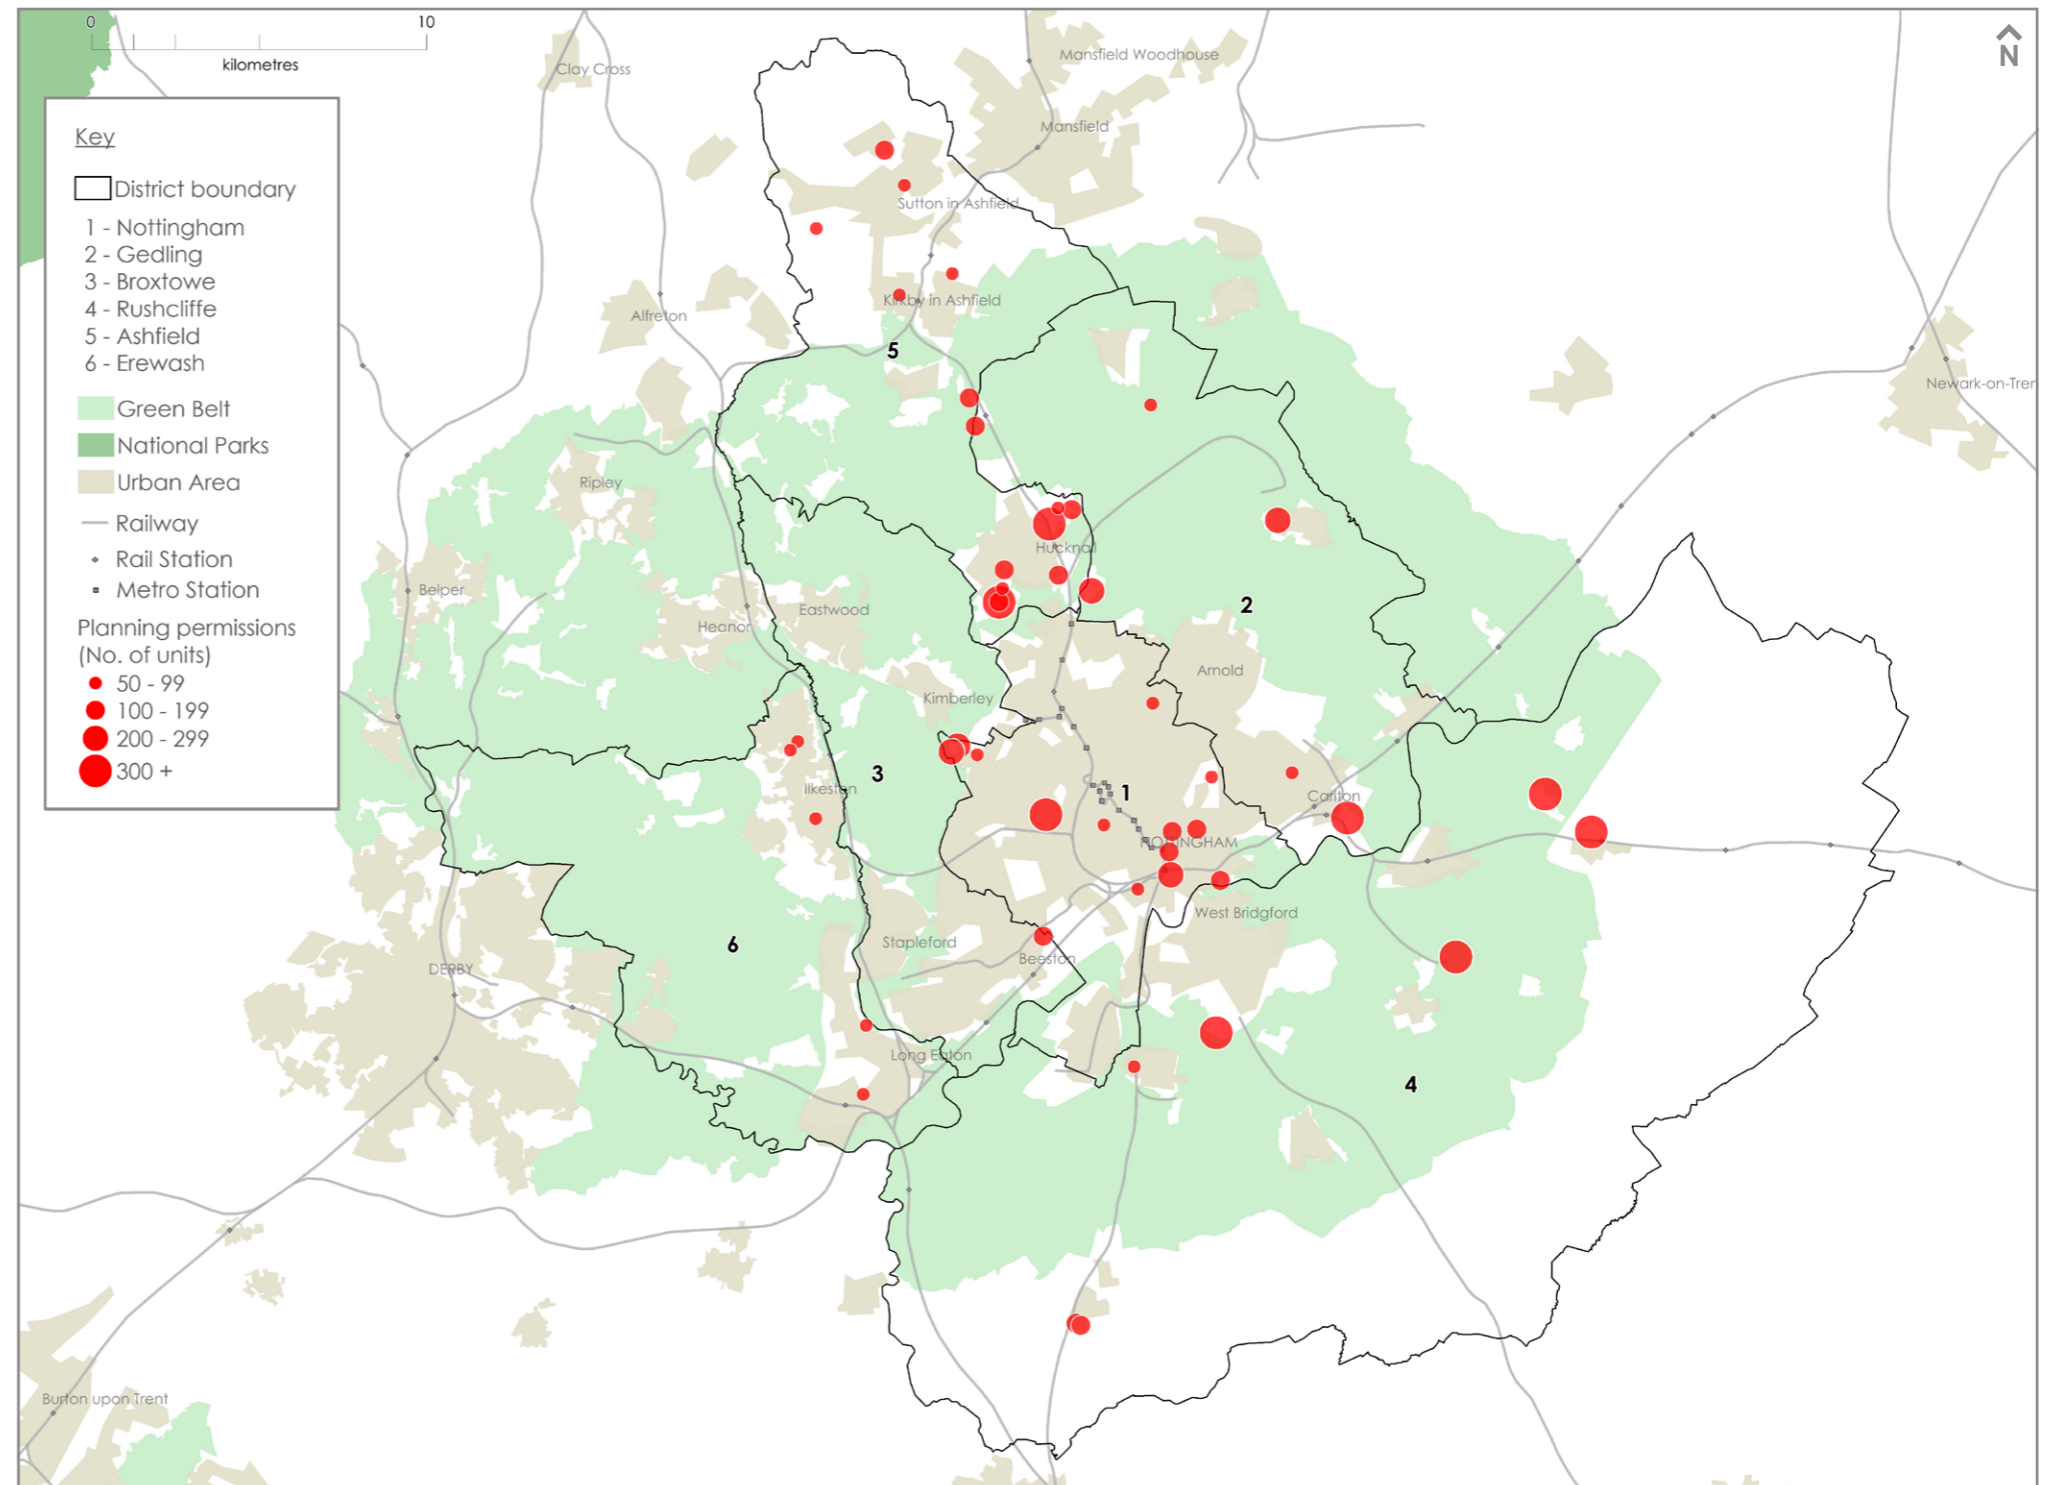 0
10
kilometres
N
Key
District boundary
1 - Nottingham
2 - Gedling
3 - Broxtowe
4 - Rushcliffe
5 - Ashfield
6 - Erewash
Green Belt
National Parks
Urban Area
Railway
Rail Station
Metro Station
Planning permissions
(No. of units)
50 - 99
100 - 199
200 - 299
300 +
Clay Cross
Mansfield Woodhouse
Mansfield
Sutton in Ashfield
Kirkby in Ashfield
Alfreton
5
Newark-on-Tren
Ripley
Hucknall
Belper
Eastwood
Heanor
2
Arnold
Kimberley
3
Ilkeston
1
Carlton
NOTTINGHAM
West Bridgford
6
Stapleford
Beeston
DERBY
Long Eaton
4
Burton upon Trent